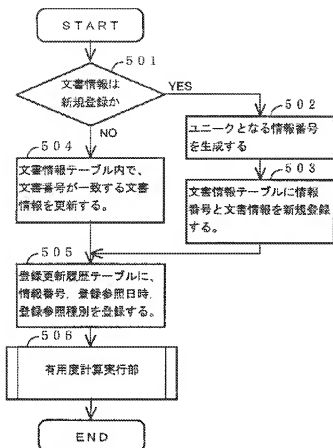 START
501
文書情報は
新規登録か
YES
502
ユニークとなる情報番号
を生成する
NO
504
文書情報テーブル内で、
文書番号が一致する文書
情報を更新する。
503
文書情報テーブルに情報
番号と文書情報を新規登録
する。
505
登録更新履歴テーブルに、
情報番号，登録参照日時，
登録参照種別を登録する。
506
有用度計算実行部
END